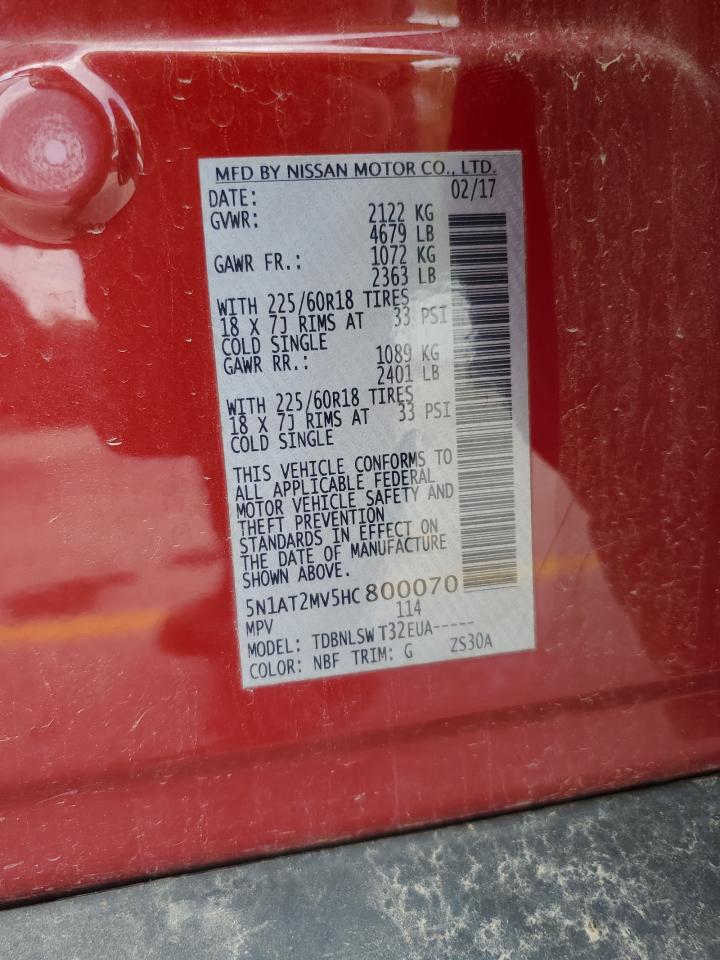 MFD BY NISSAN MOTOR CO., LTD.
DATE: 02/17
GVWR: 2122 KG
4679 LB
GAWR FR.: 1072 KG
2363 LB
WITH 225/60R18 TIRES
18 X 7J RIMS AT 33 PSI
COLD SINGLE
GAWR RR.: 1089 KG
2401 LB
WITH 225/60R18 TIRES
18 X 7J RIMS AT 33 PSI
COLD SINGLE
THIS VEHICLE CONFORMS TO
ALL APPLICABLE FEDERAL
MOTOR VEHICLE SAFETY AND
THEFT PREVENTION
STANDARDS IN EFFECT ON
THE DATE OF MANUFACTURE
SHOWN ABOVE.
5N1AT2MV5HC800070
MPV 114
MODEL: TDBNLSWT32EUA-----
COLOR: NBF TRIM: G ZS30A